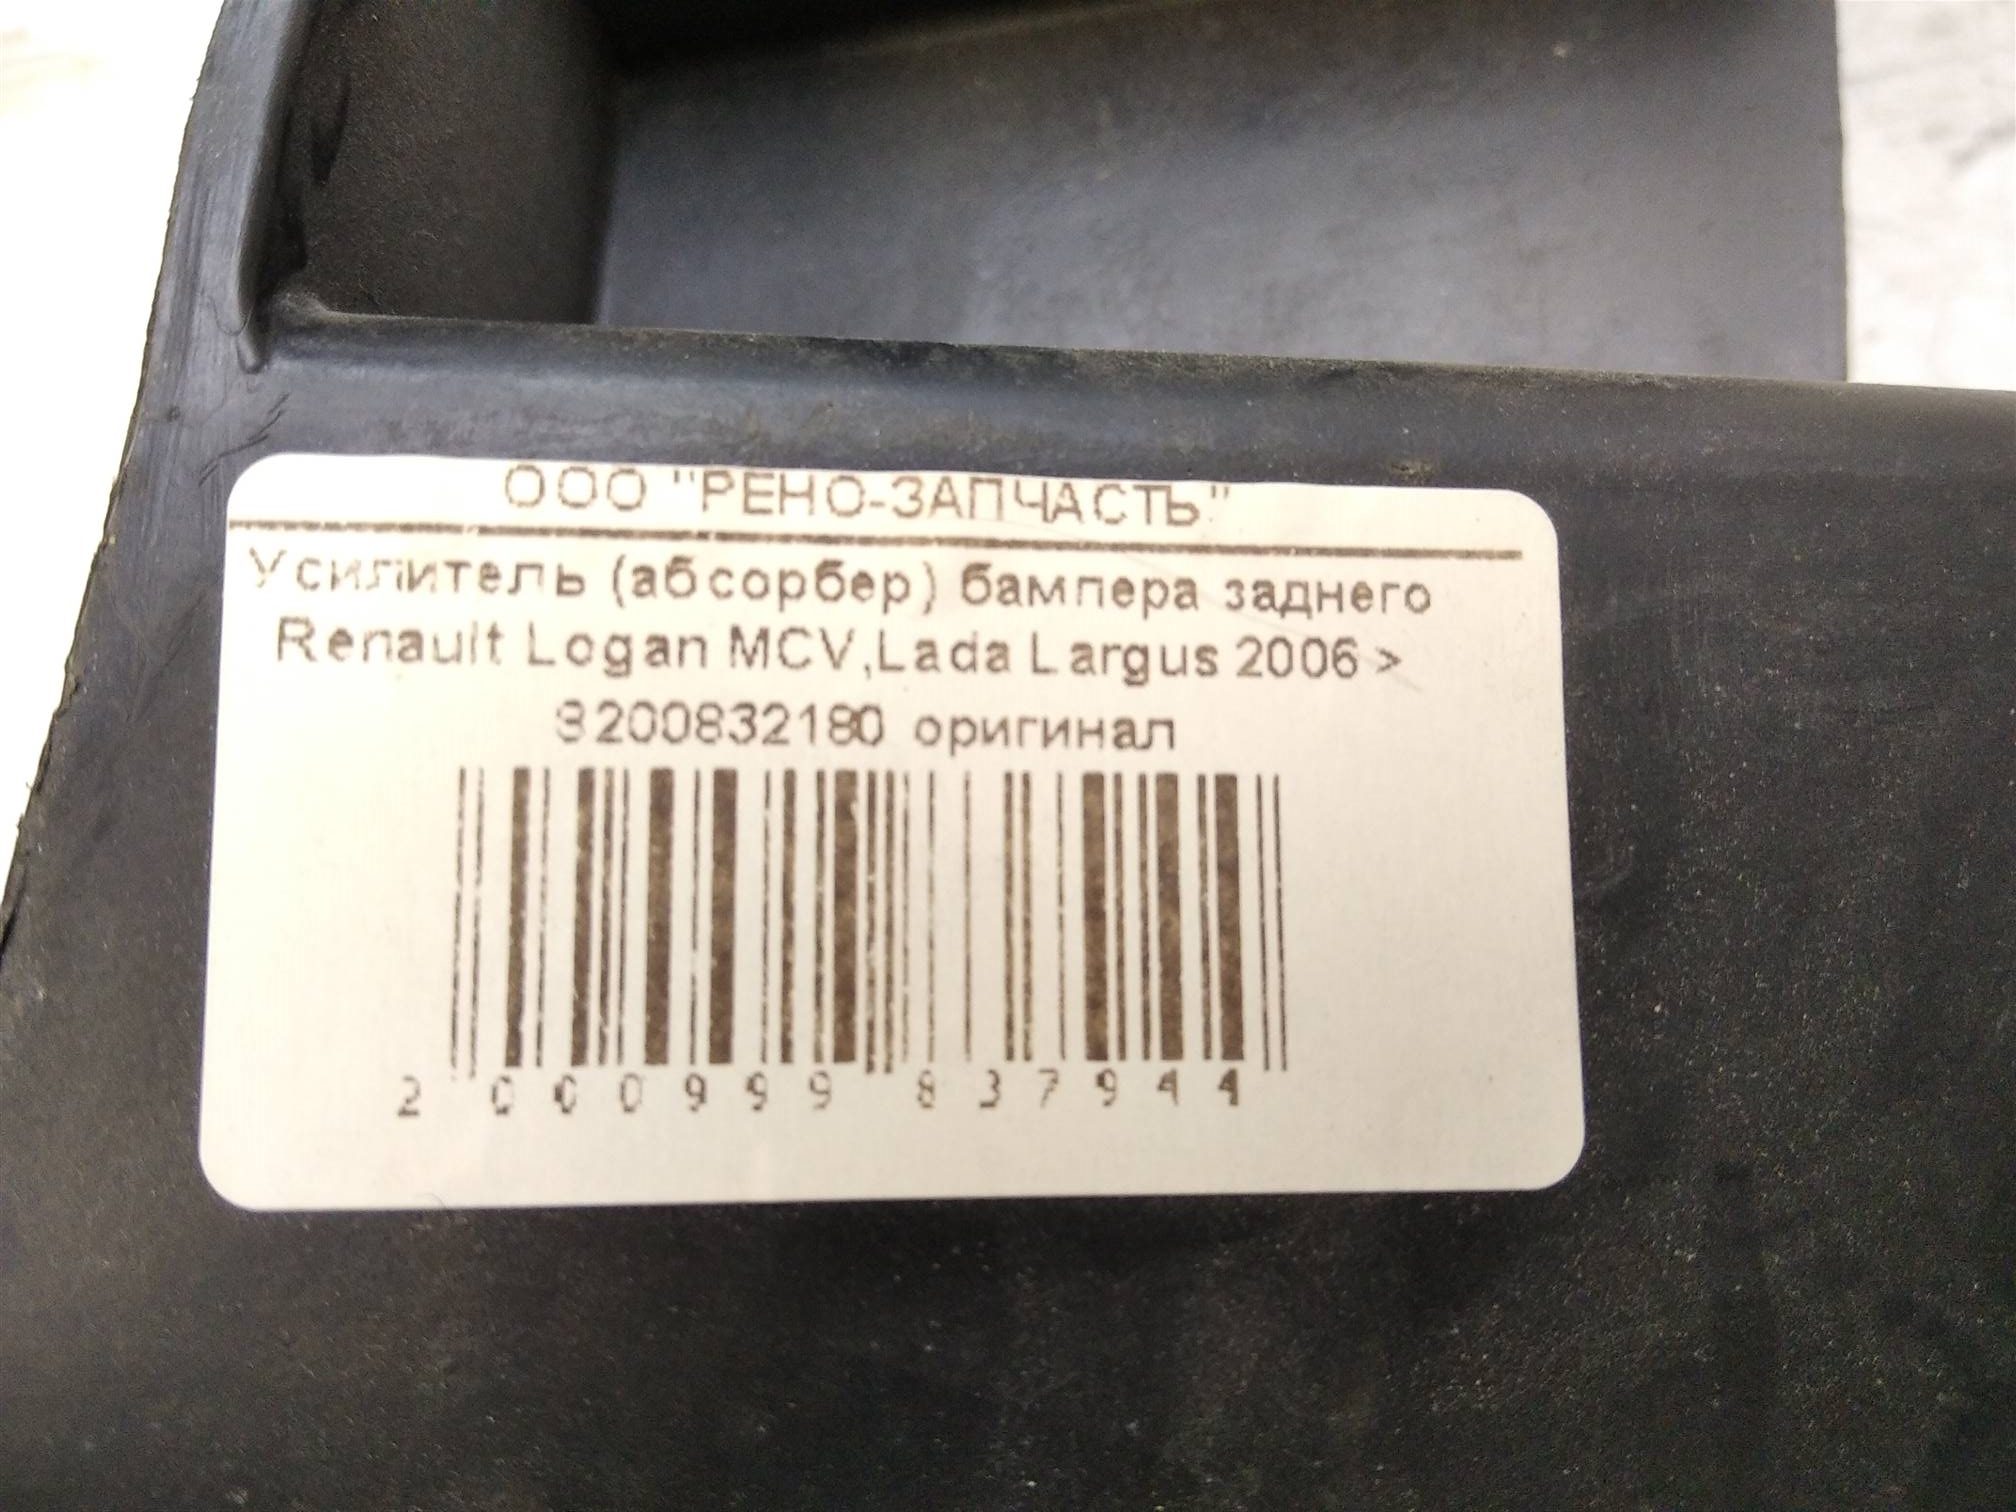 ООО "РЕНО-ЗАПЧАСТЬ"
Усилитель (абсорбер) бампера заднего
Renault Logan MCV,Lada Largus 2006 >
8200832180 оригинал
2 000999 837944